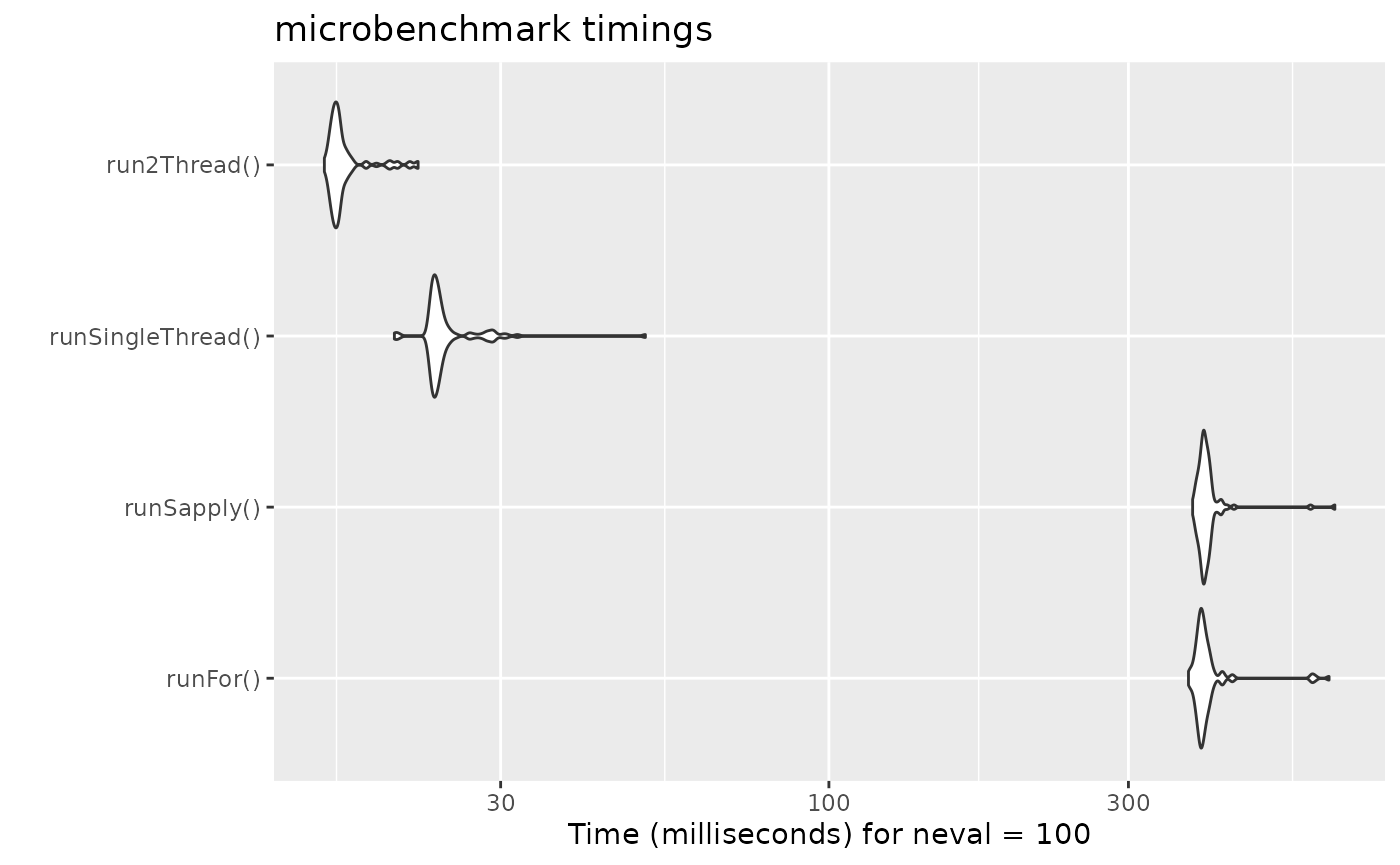 microbenchmark timings
run2Thread()
runSingleThread()
runSapply()
runFor()
30
100
300
Time (milliseconds) for neval = 100